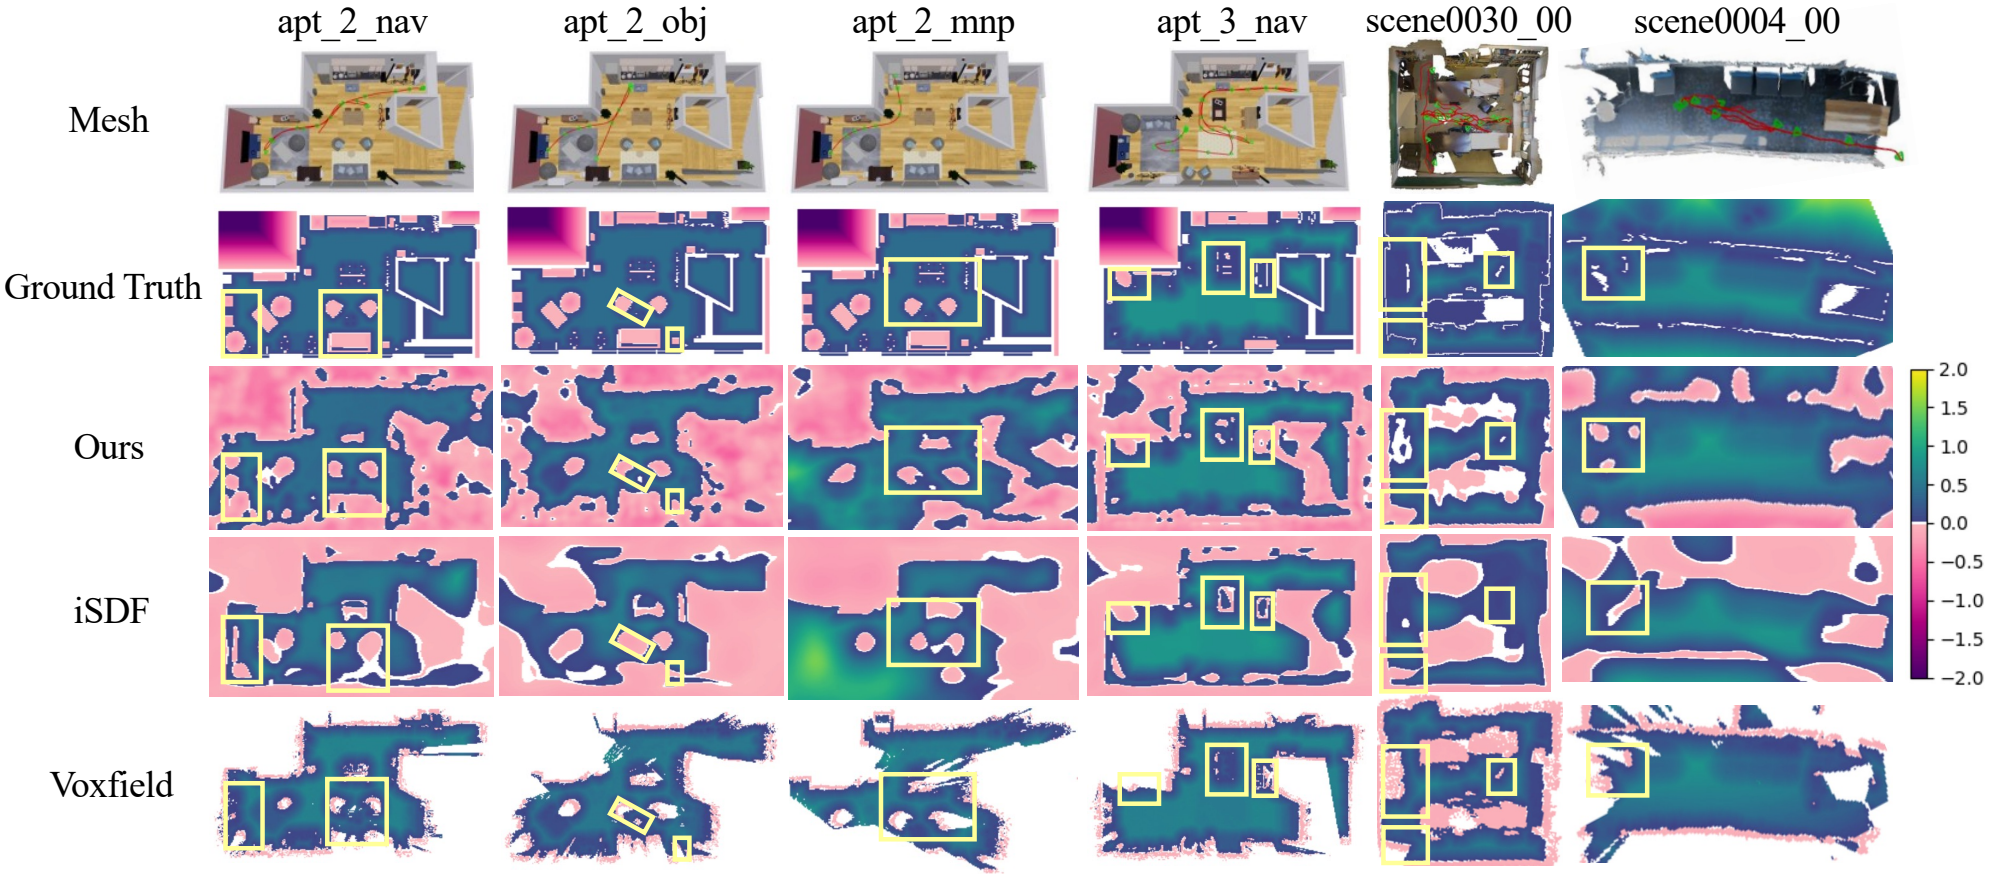 apt_2_nav apt_2_obj apt_2_mnp apt_3_nav scene0030_00 scene0004_00
Mesh
Ground Truth
Ours
iSDF
Voxfield
2.0
1.5
1.0
0.5
0.0
−0.5
−1.0
−1.5
−2.0